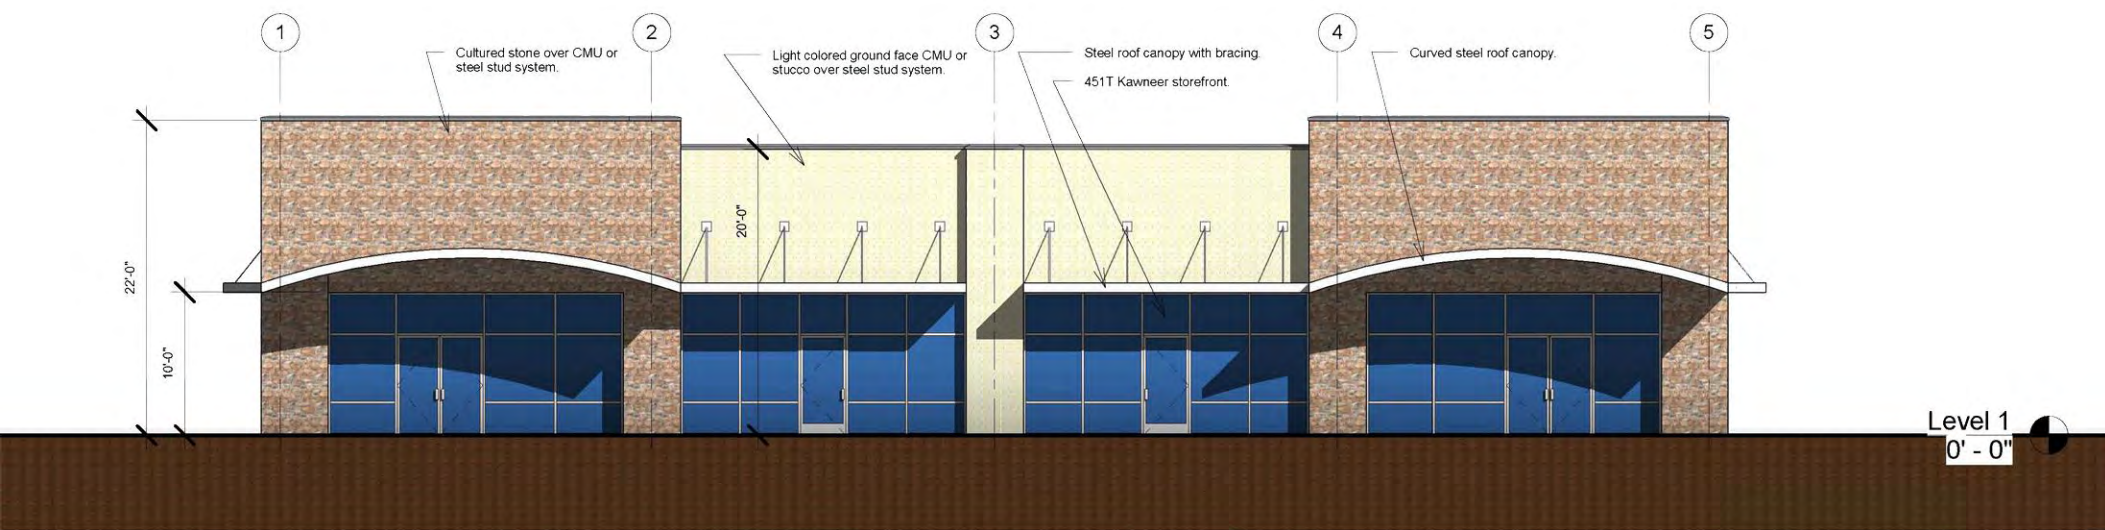 1
2
3
4
5
Cultured stone over CMU or
steel stud system.
Light colored ground face CMU or
stucco over steel stud system.
Steel roof canopy with bracing.
451T Kawneer storefront.
Curved steel roof canopy.
22'-0"
10'-0"
20'-0"
Level 1
0' - 0"